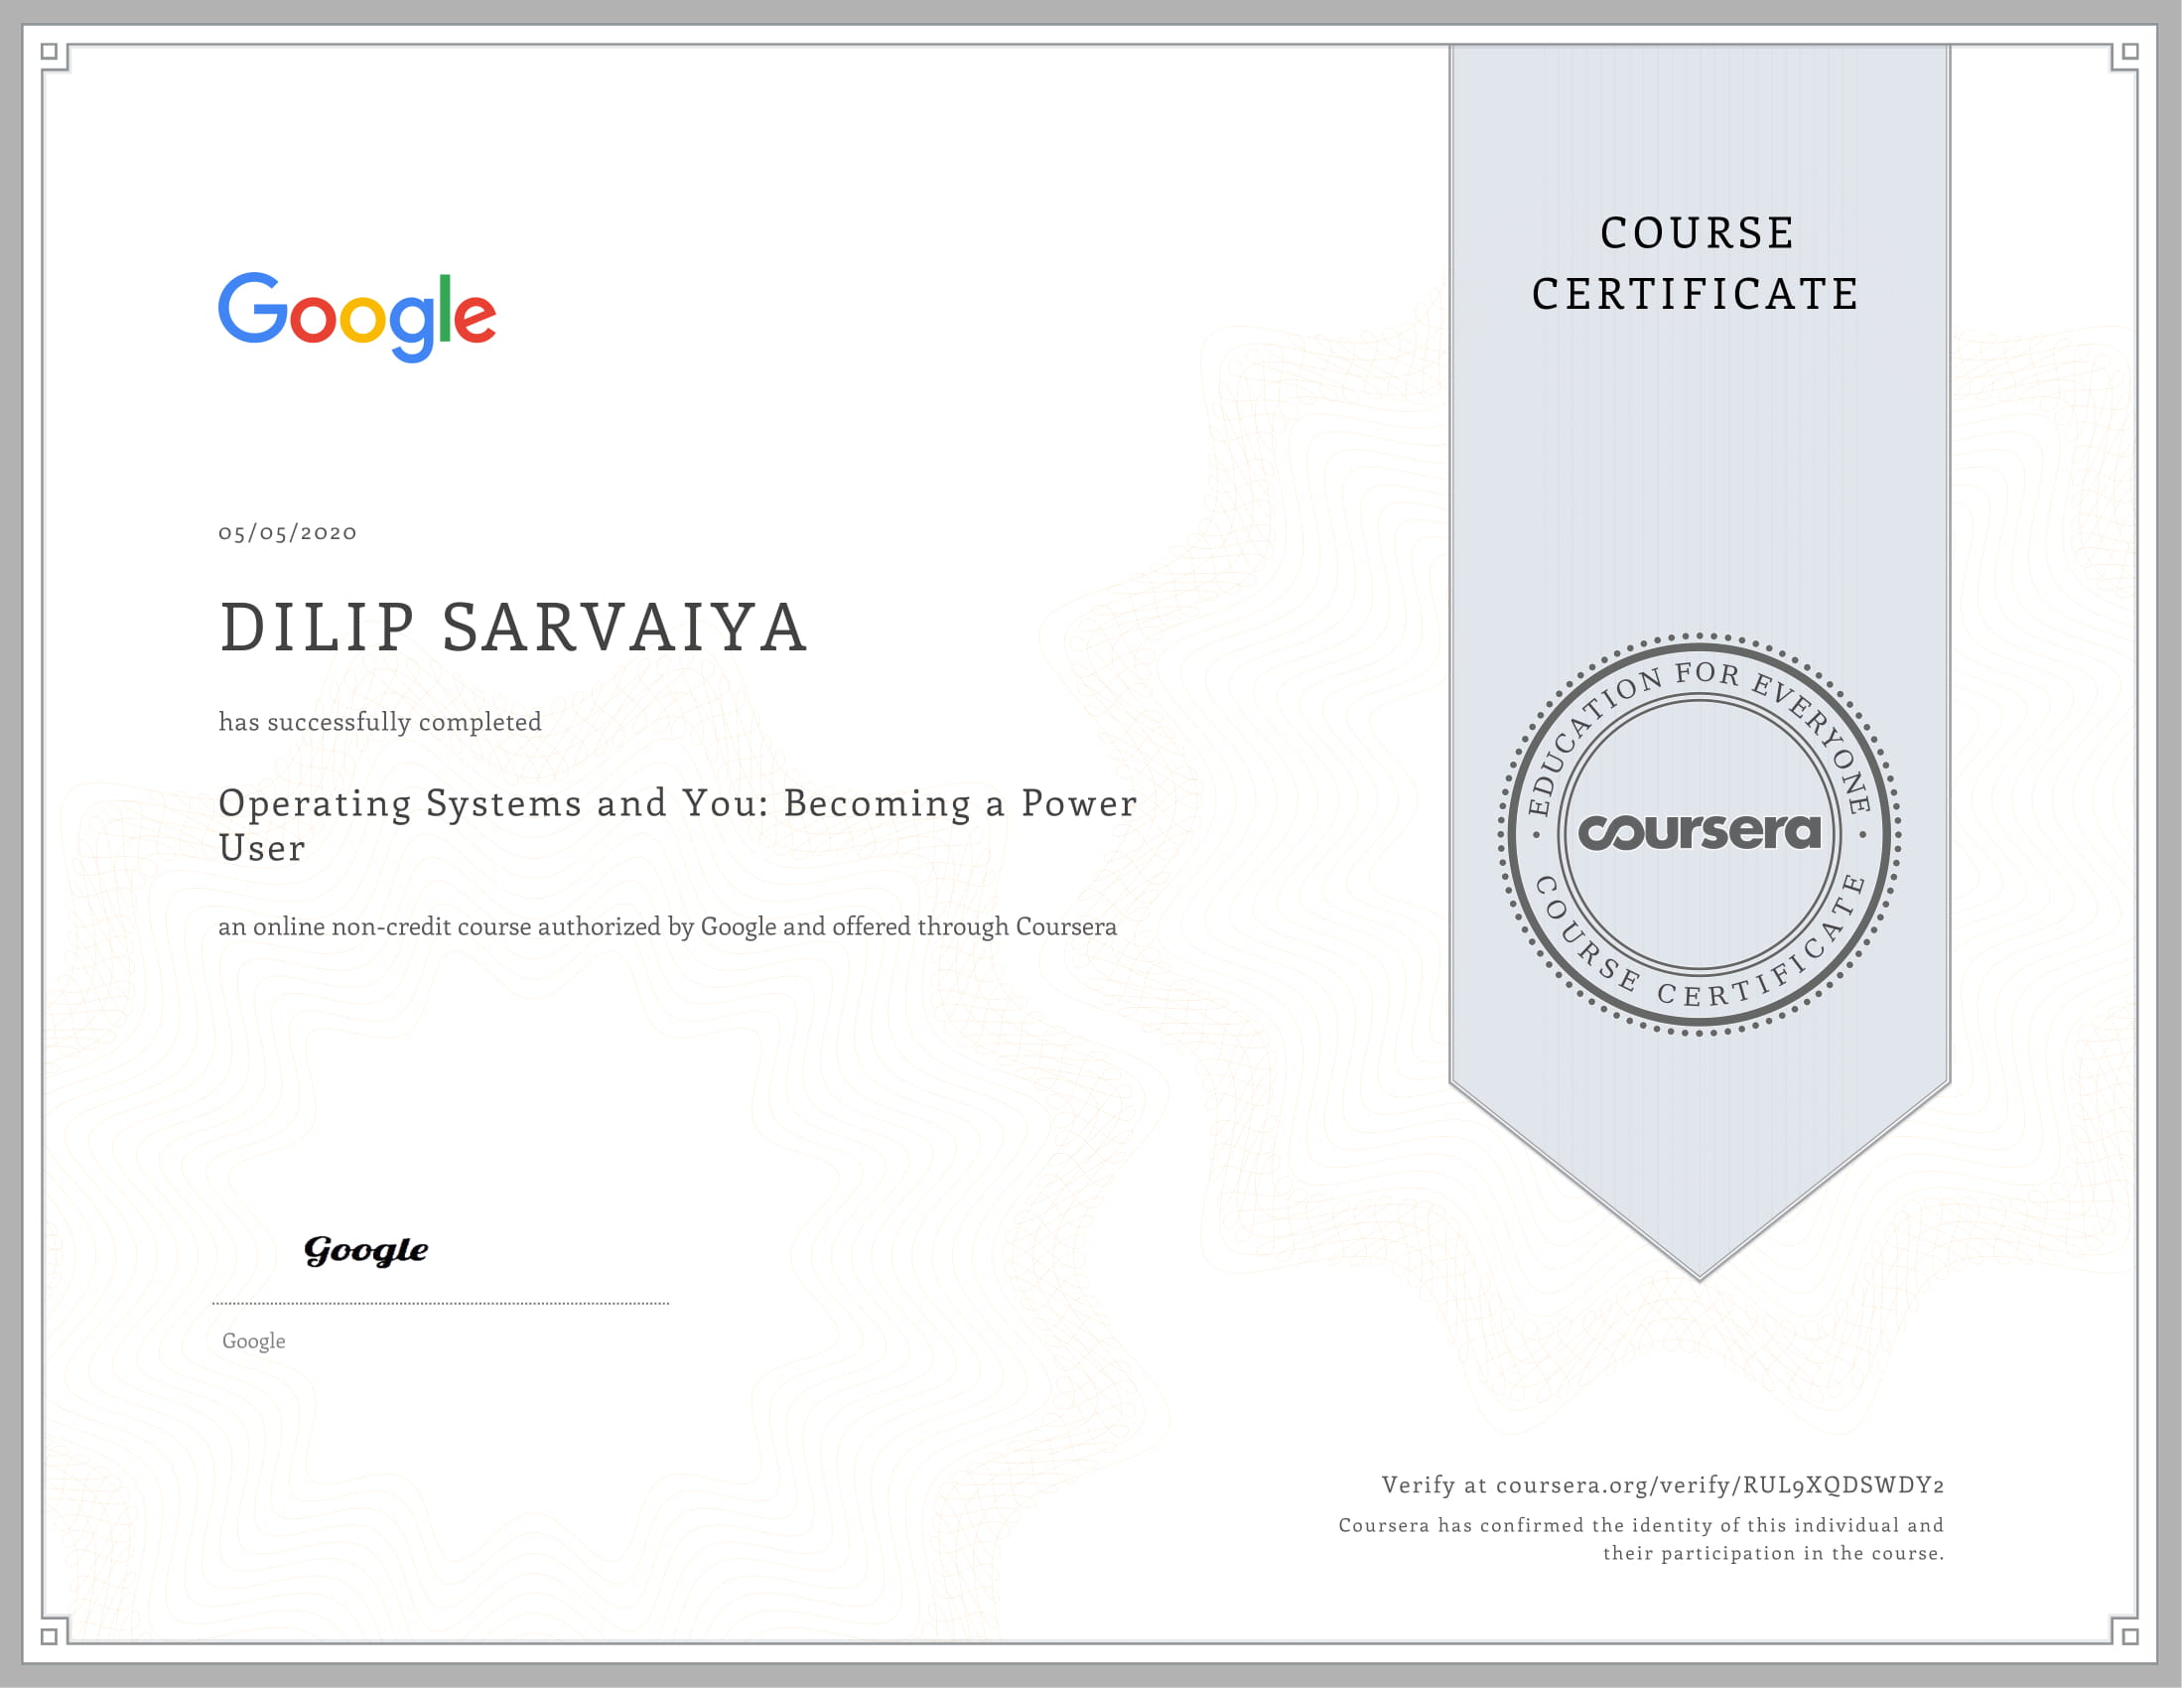 Google
05/05/2020
DILIP SARVAIYA
has successfully completed
Operating Systems and You: Becoming a Power
User
an online non-credit course authorized by Google and offered through Coursera
Google
Google
COURSE
CERTIFICATE
EDUCATION FOR EVERYONE
coursera
COURSE CERTIFICATE
Verify at coursera.org/verify/RUL9XQDSWDY2
Coursera has confirmed the identity of this individual and
their participation in the course.